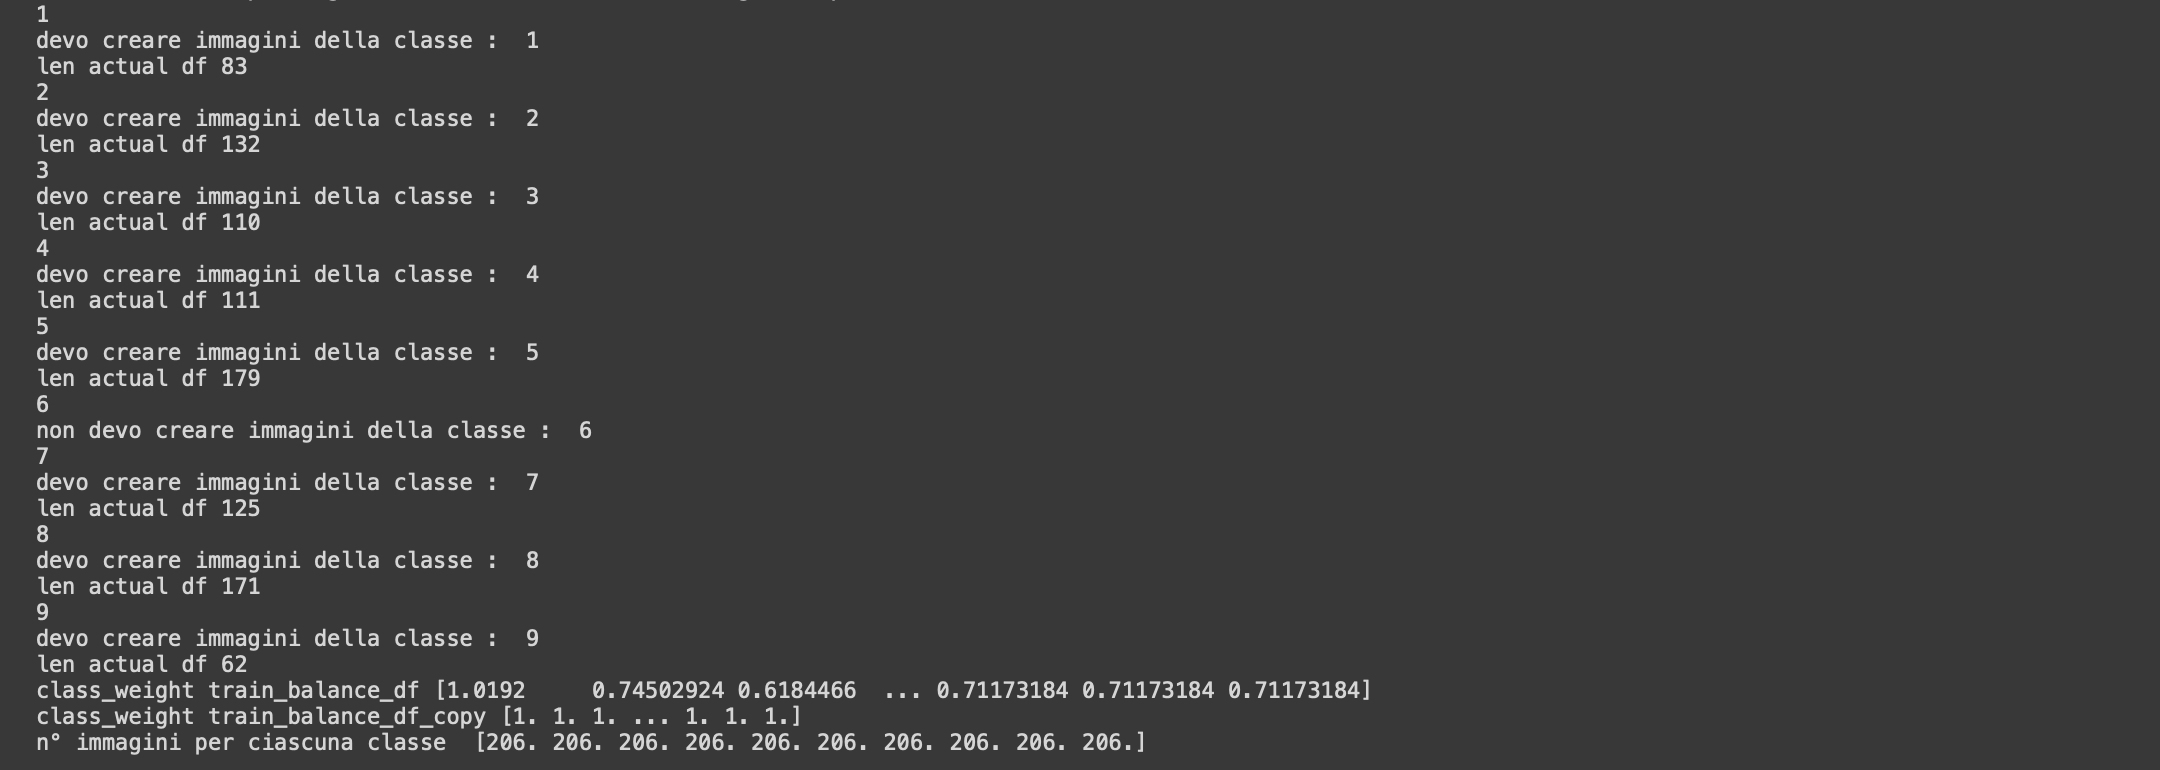 1
devo creare immagini della classe :  1
len actual df 83
2
devo creare immagini della classe :  2
len actual df 132
3
devo creare immagini della classe :  3
len actual df 110
4
devo creare immagini della classe :  4
len actual df 111
5
devo creare immagini della classe :  5
len actual df 179
6
non devo creare immagini della classe :  6
7
devo creare immagini della classe :  7
len actual df 125
8
devo creare immagini della classe :  8
len actual df 171
9
devo creare immagini della classe :  9
len actual df 62
class_weight train_balance_df [1.0192     0.74502924 0.6184466  ... 0.71173184 0.71173184 0.71173184]
class_weight train_balance_df_copy [1. 1. 1. ... 1. 1. 1.]
n° immagini per ciascuna classe  [206. 206. 206. 206. 206. 206. 206. 206. 206. 206.]